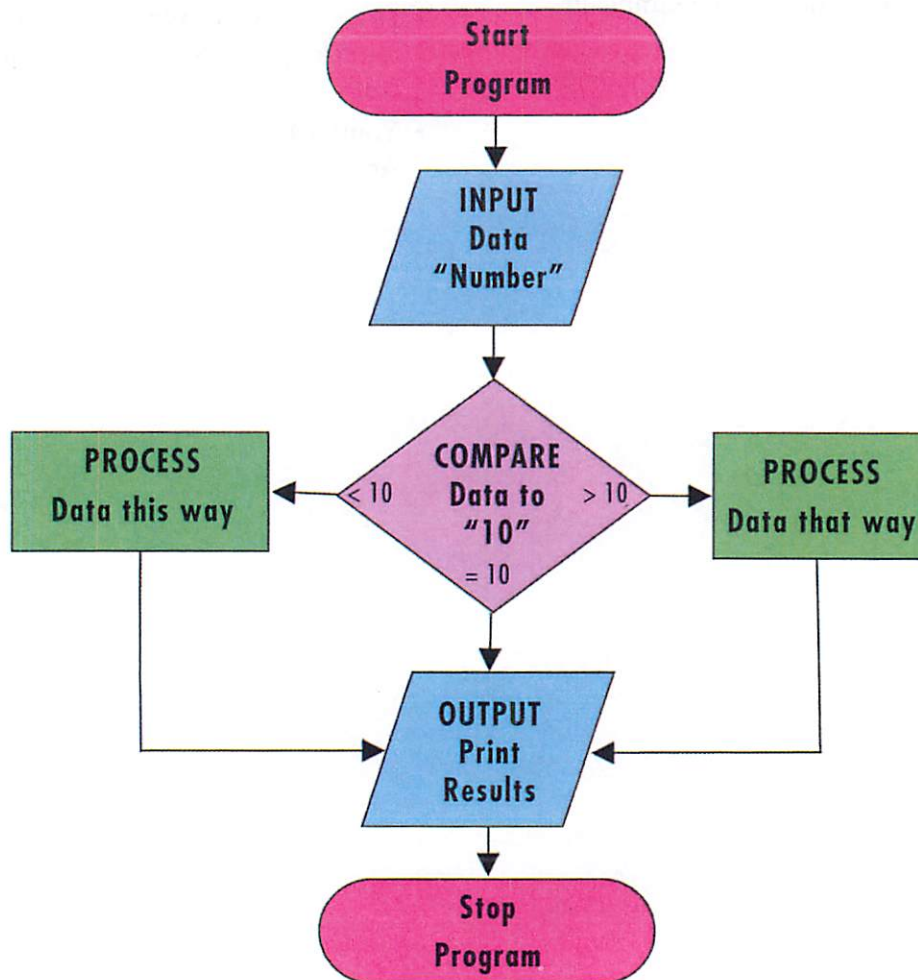 Start
Program
INPUT
Data
“Number”
PROCESS
Data this way
< 10
COMPARE
Data to
“10”
= 10
> 10
PROCESS
Data that way
OUTPUT
Print
Results
Stop
Program